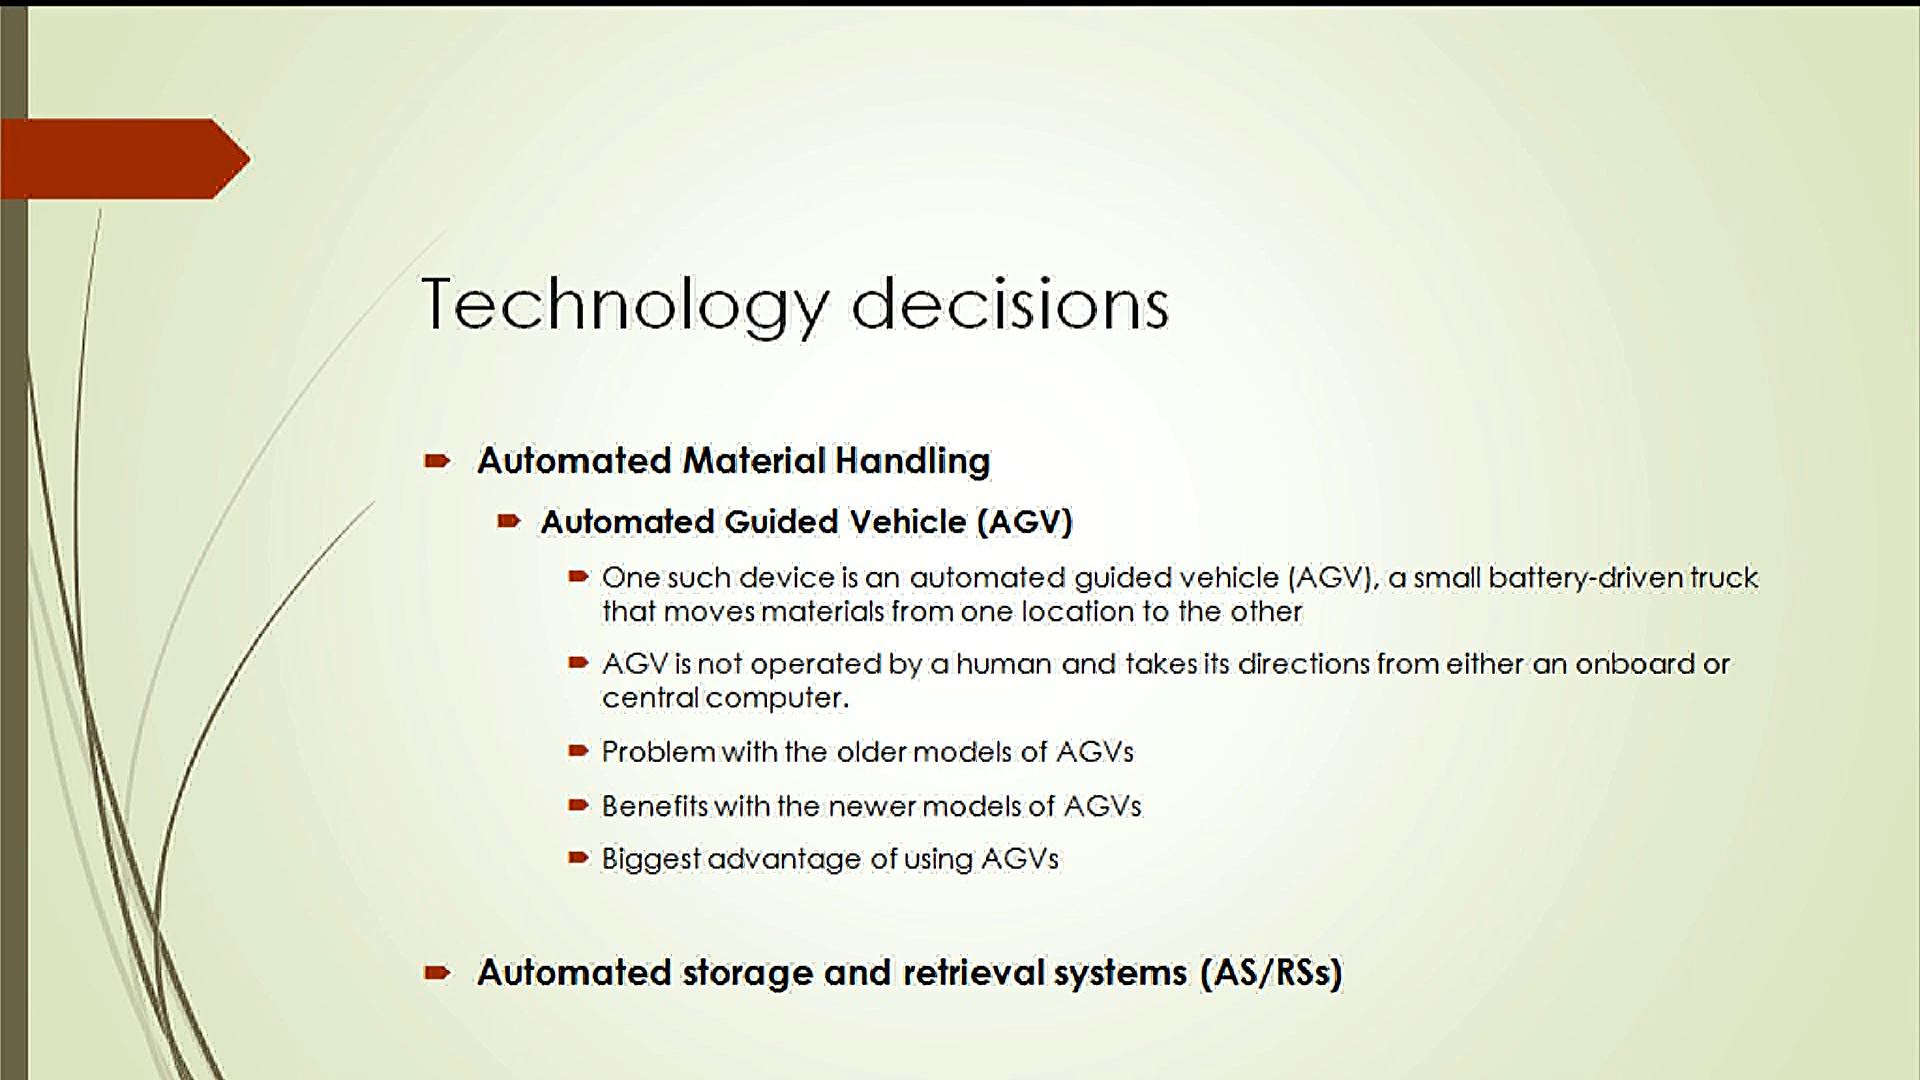 Technology decisions
Automated Material Handling
Automated Guided Vehicle (AGV)
One such device is an automated guided vehicle (AGV), a small battery-driven truck
that moves materials from one location to the other
AGV is not operated by a human and takes its directions from either an onboard or
central computer.
Problem with the older models of AGVs
Benefits with the newer models of AGVs
Biggest advantage of using AGVs
Automated storage and retrieval systems (AS/RSs)